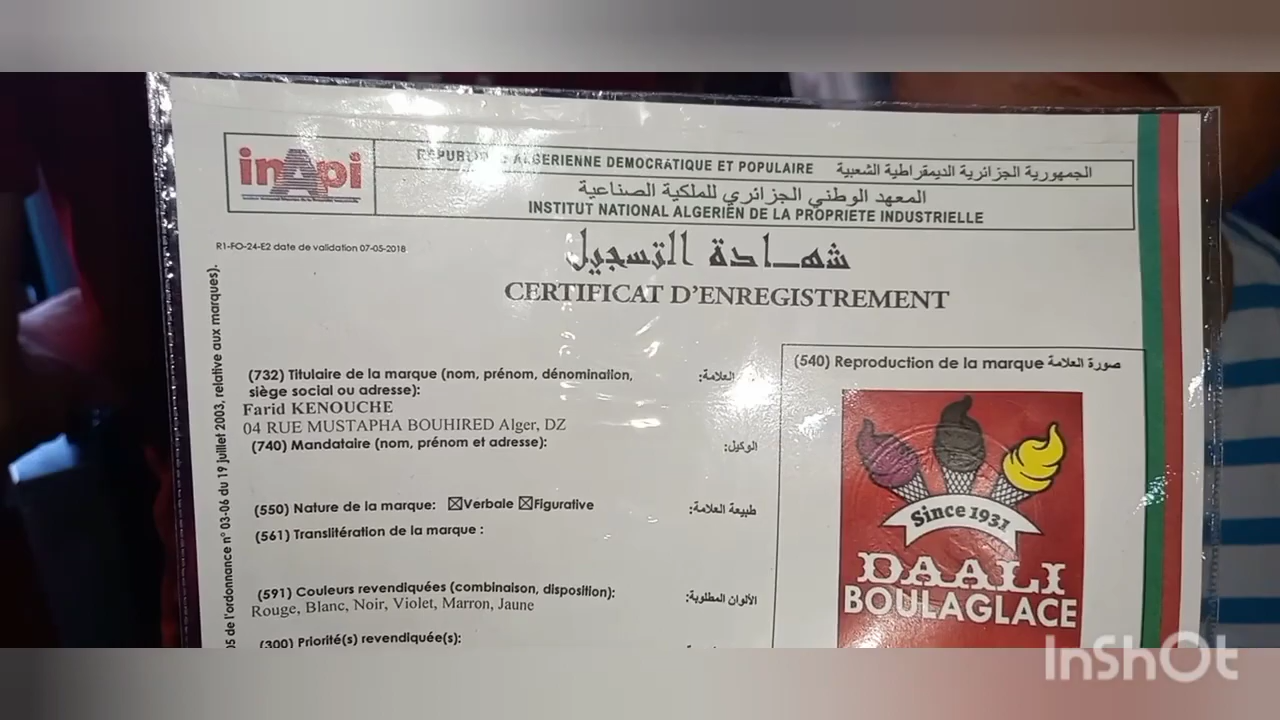 inApi
REPUBLIQUE ALGERIENNE DEMOCRATIQUE ET POPULAIRE الجمهورية الجزائرية الديمقراطية الشعبية
المعهد الوطني الجزائري للملكية الصناعية
INSTITUT NATIONAL ALGERIEN DE LA PROPRIETE INDUSTRIELLE
R1-FO-24-E2 date de validation 07-05-2018
شهادة التسجيل
CERTIFICAT D'ENREGISTREMENT
5 de l'ordonnance n° 03-06 du 19 juillet 2003, relative aux marques).
(732) Titulaire de la marque (nom, prénom, dénomination, العلامة:
siège social ou adresse):
Farid KENOUCHE
04 RUE MUSTAPHA BOUHIRED Alger, DZ
(740) Mandataire (nom, prénom et adresse): الوكيل:
(550) Nature de la marque: ☒Verbale ☒Figurative طبيعة العلامة:
(561) Translitération de la marque :
(591) Couleurs revendiquées (combinaison, disposition): الألوان المطلوبة:
Rouge, Blanc, Noir, Violet, Marron, Jaune
(300) Priorité(s) revendiquée(s):
(540) Reproduction de la marque صورة العلامة
Since 1931
DAALI
BOULAGLACE
InShOt